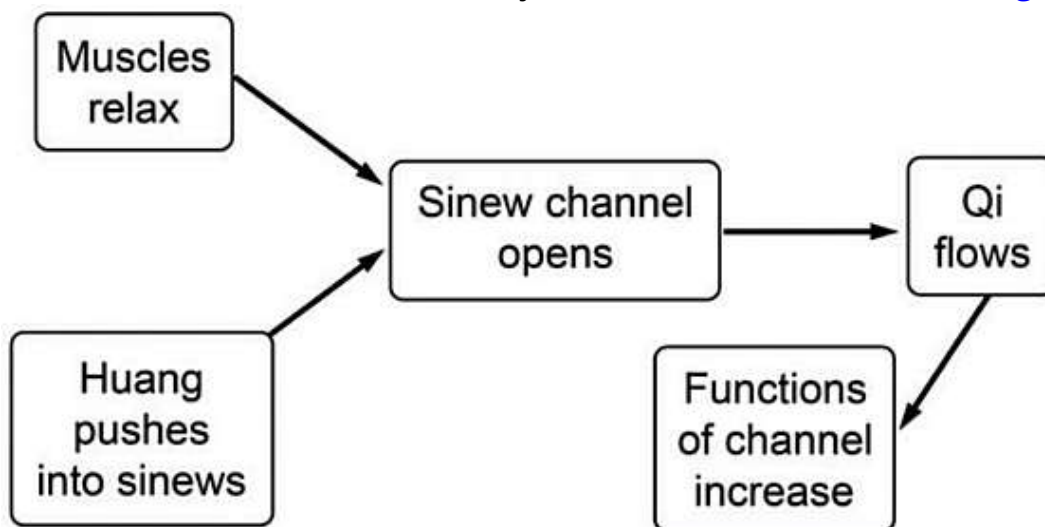 Muscles
relax
Sinew channel
opens
Qi
flows
Huang
pushes
into sinews
Functions
of channel
increase